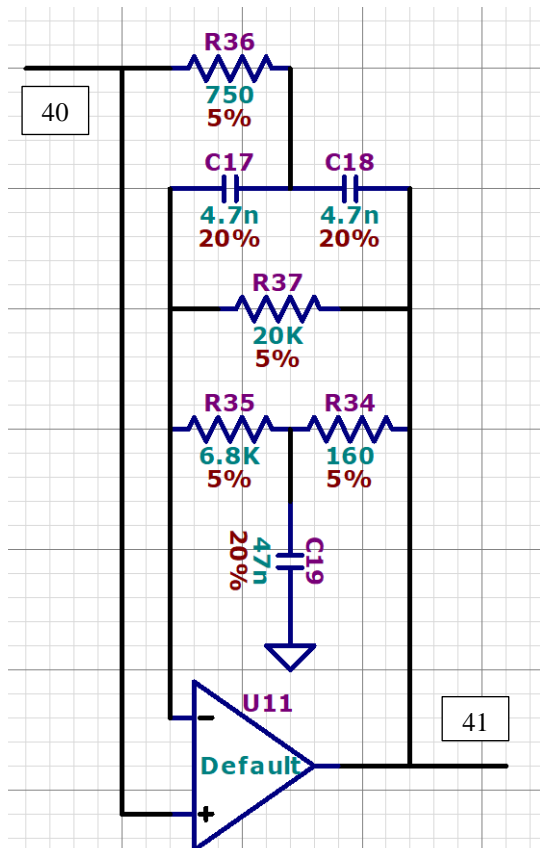 R36
750
5%
40
C17
4.7n
20%
C18
4.7n
20%
R37
20K
5%
R35
6.8K
5%
R34
160
5%
C19
47n
20%
U11
Default
-
+
41